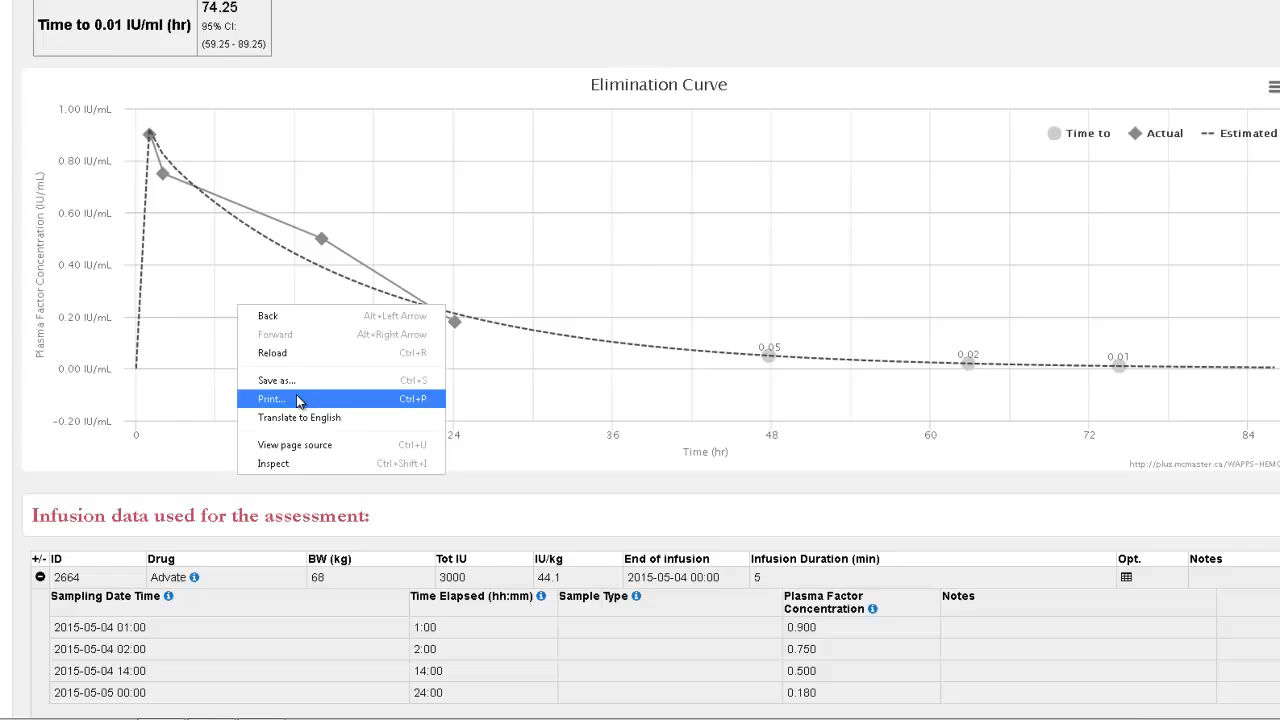 74.25
Time to 0.01 IU/ml (hr)
95% CI:
(59.25 - 89.25)
Elimination Curve
1.00 IU/mL
0.80 IU/mL
0.60 IU/mL
0.40 IU/mL
0.20 IU/mL
0.00 IU/mL
-0.20 IU/mL
Plasma Factor Concentration (IU/mL)
Time to
Actual
Estimated
0.05
0.02
0.01
0
24
36
48
60
72
84
Time (hr)
http://plus.mcmaster.ca/WAPPS-HEMO
Back Alt+Left Arrow
Forward Alt+Right Arrow
Reload Ctrl+R
Save as... Ctrl+S
Print... Ctrl+P
Translate to English
View page source Ctrl+U
Inspect Ctrl+Shift+I
Infusion data used for the assessment:
+/- ID Drug BW (kg) Tot IU IU/kg End of infusion Infusion Duration (min) Opt. Notes
2664 Advate 68 3000 44.1 2015-05-04 00:00 5
Sampling Date Time Time Elapsed (hh:mm) Sample Type Plasma Factor Concentration Notes
2015-05-04 01:00 1:00 0.900
2015-05-04 02:00 2:00 0.750
2015-05-04 14:00 14:00 0.500
2015-05-05 00:00 24:00 0.180